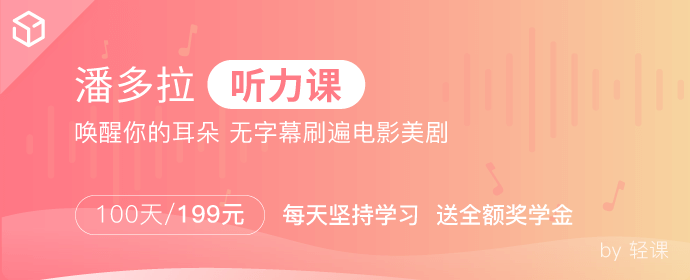 潘多拉 听力课
唤醒你的耳朵 无字幕刷遍电影美剧
100天/199元 每天坚持学习 送全额奖学金
by 轻课